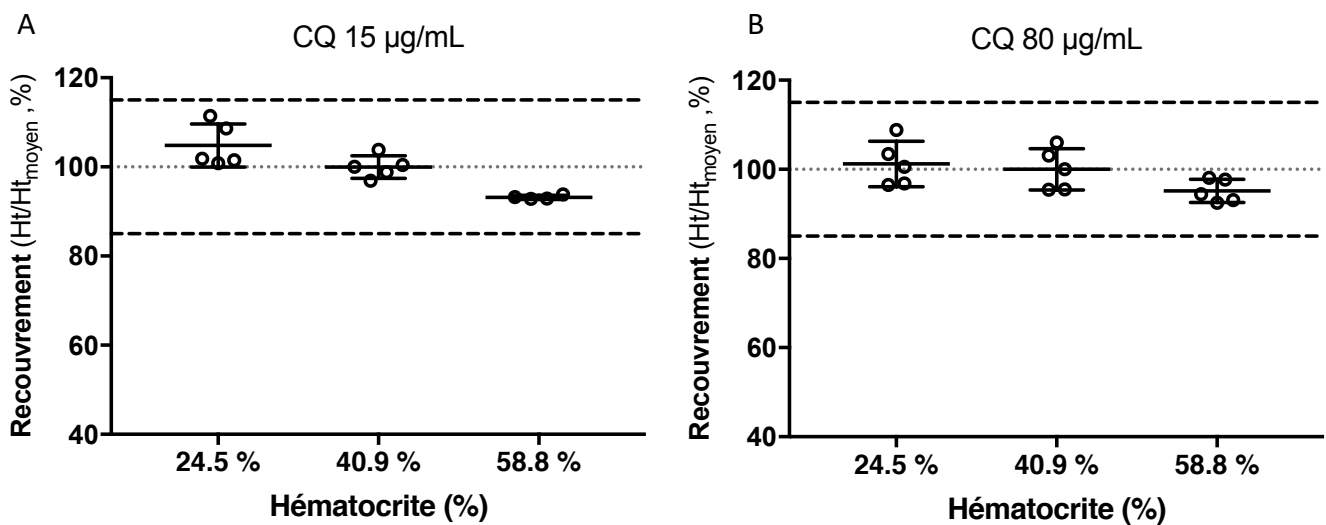 A
CQ 15 µg/mL
Recouvrement (Ht/Htmoyen , %)
120
100
80
60
40
24.5 %
40.9 %
58.8 %
Hématocrite (%)
B
CQ 80 µg/mL
Recouvrement (Ht/Htmoyen , %)
120
100
80
60
40
24.5 %
40.9 %
58.8 %
Hématocrite (%)